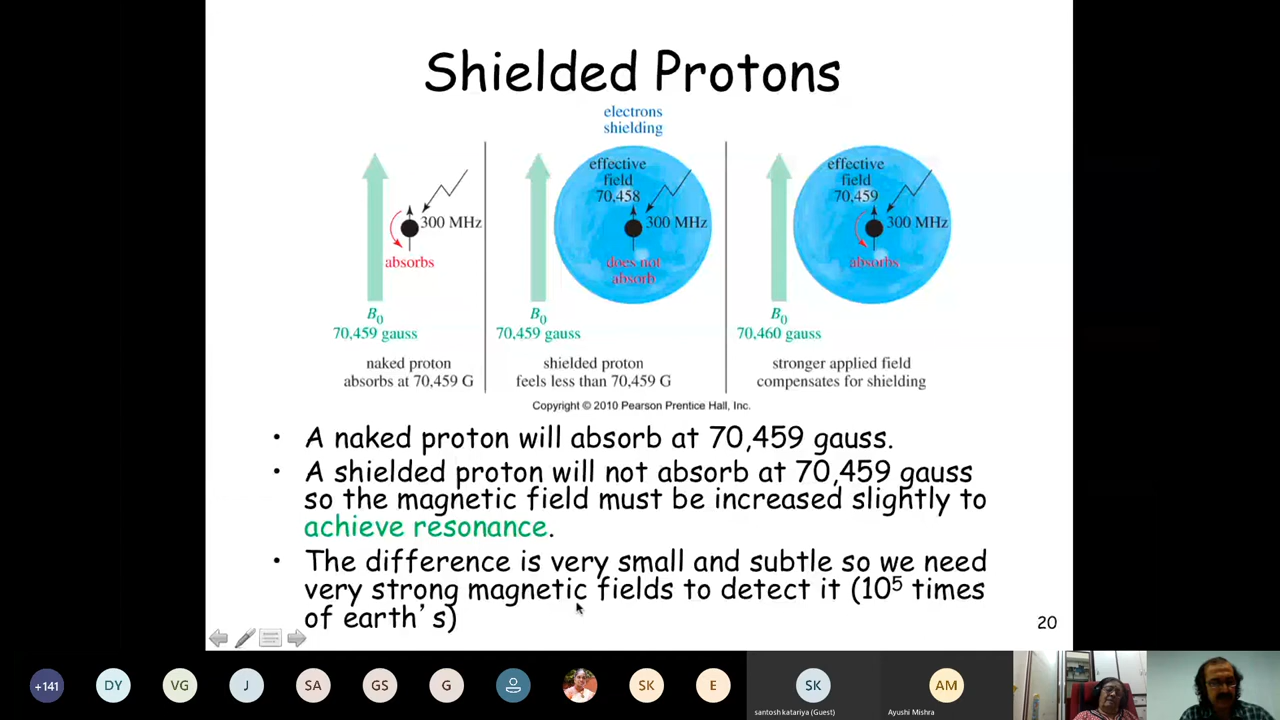 Shielded Protons
electrons
shielding
300 MHz
absorbs
B₀
70,459 gauss
naked proton
absorbs at 70,459 G
effective
field
70,458
300 MHz
does not
absorb
B₀
70,459 gauss
shielded proton
feels less than 70,459 G
effective
field
70,459
300 MHz
absorbs
B₀
70,460 gauss
stronger applied field
compensates for shielding
Copyright © 2010 Pearson Prentice Hall, Inc.
• A naked proton will absorb at 70,459 gauss.
• A shielded proton will not absorb at 70,459 gauss
so the magnetic field must be increased slightly to
achieve resonance.
• The difference is very small and subtle so we need
very strong magnetic fields to detect it (10⁵ times
of earth's)
20
+141
DY
VG
J
SA
GS
G
SK
E
SK
santosh katariya (Guest)
AM
Ayushi Mishra